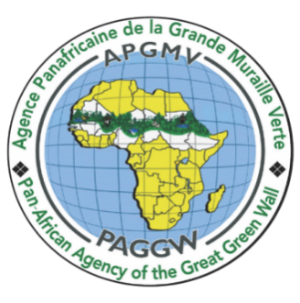 Agence Panafricaine de la Grande Muraille Verte
APGMV
PAGGW
Pan-African Agency of the Great Green Wall